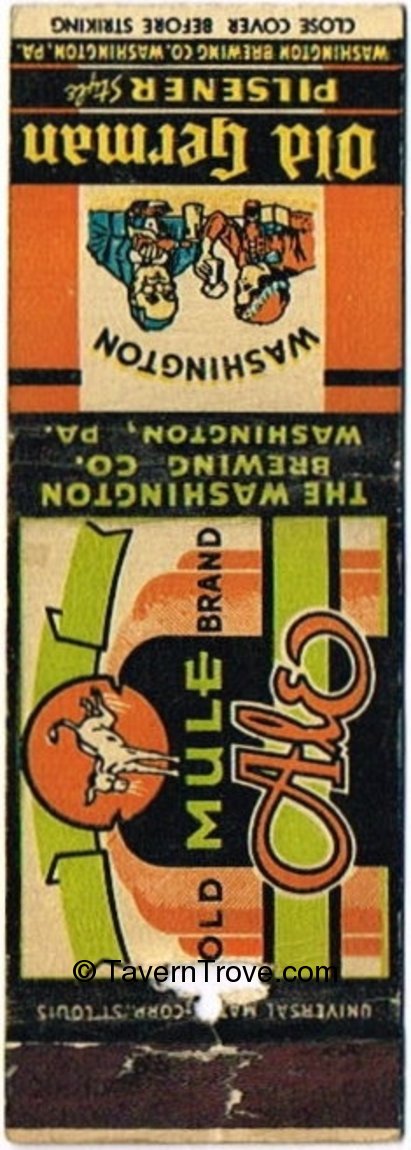 CLOSE COVER BEFORE STRIKING
WASHINGTON BREWING CO. WASHINGTON, PA.
PILSENER Style
Old German
WASHINGTON
THE WASHINGTON
BREWING CO.
WASHINGTON, PA.
OLD MULE BRAND
Ale
© TavernTrove.com
UNIVERSAL MATCH CORP. ST. LOUIS